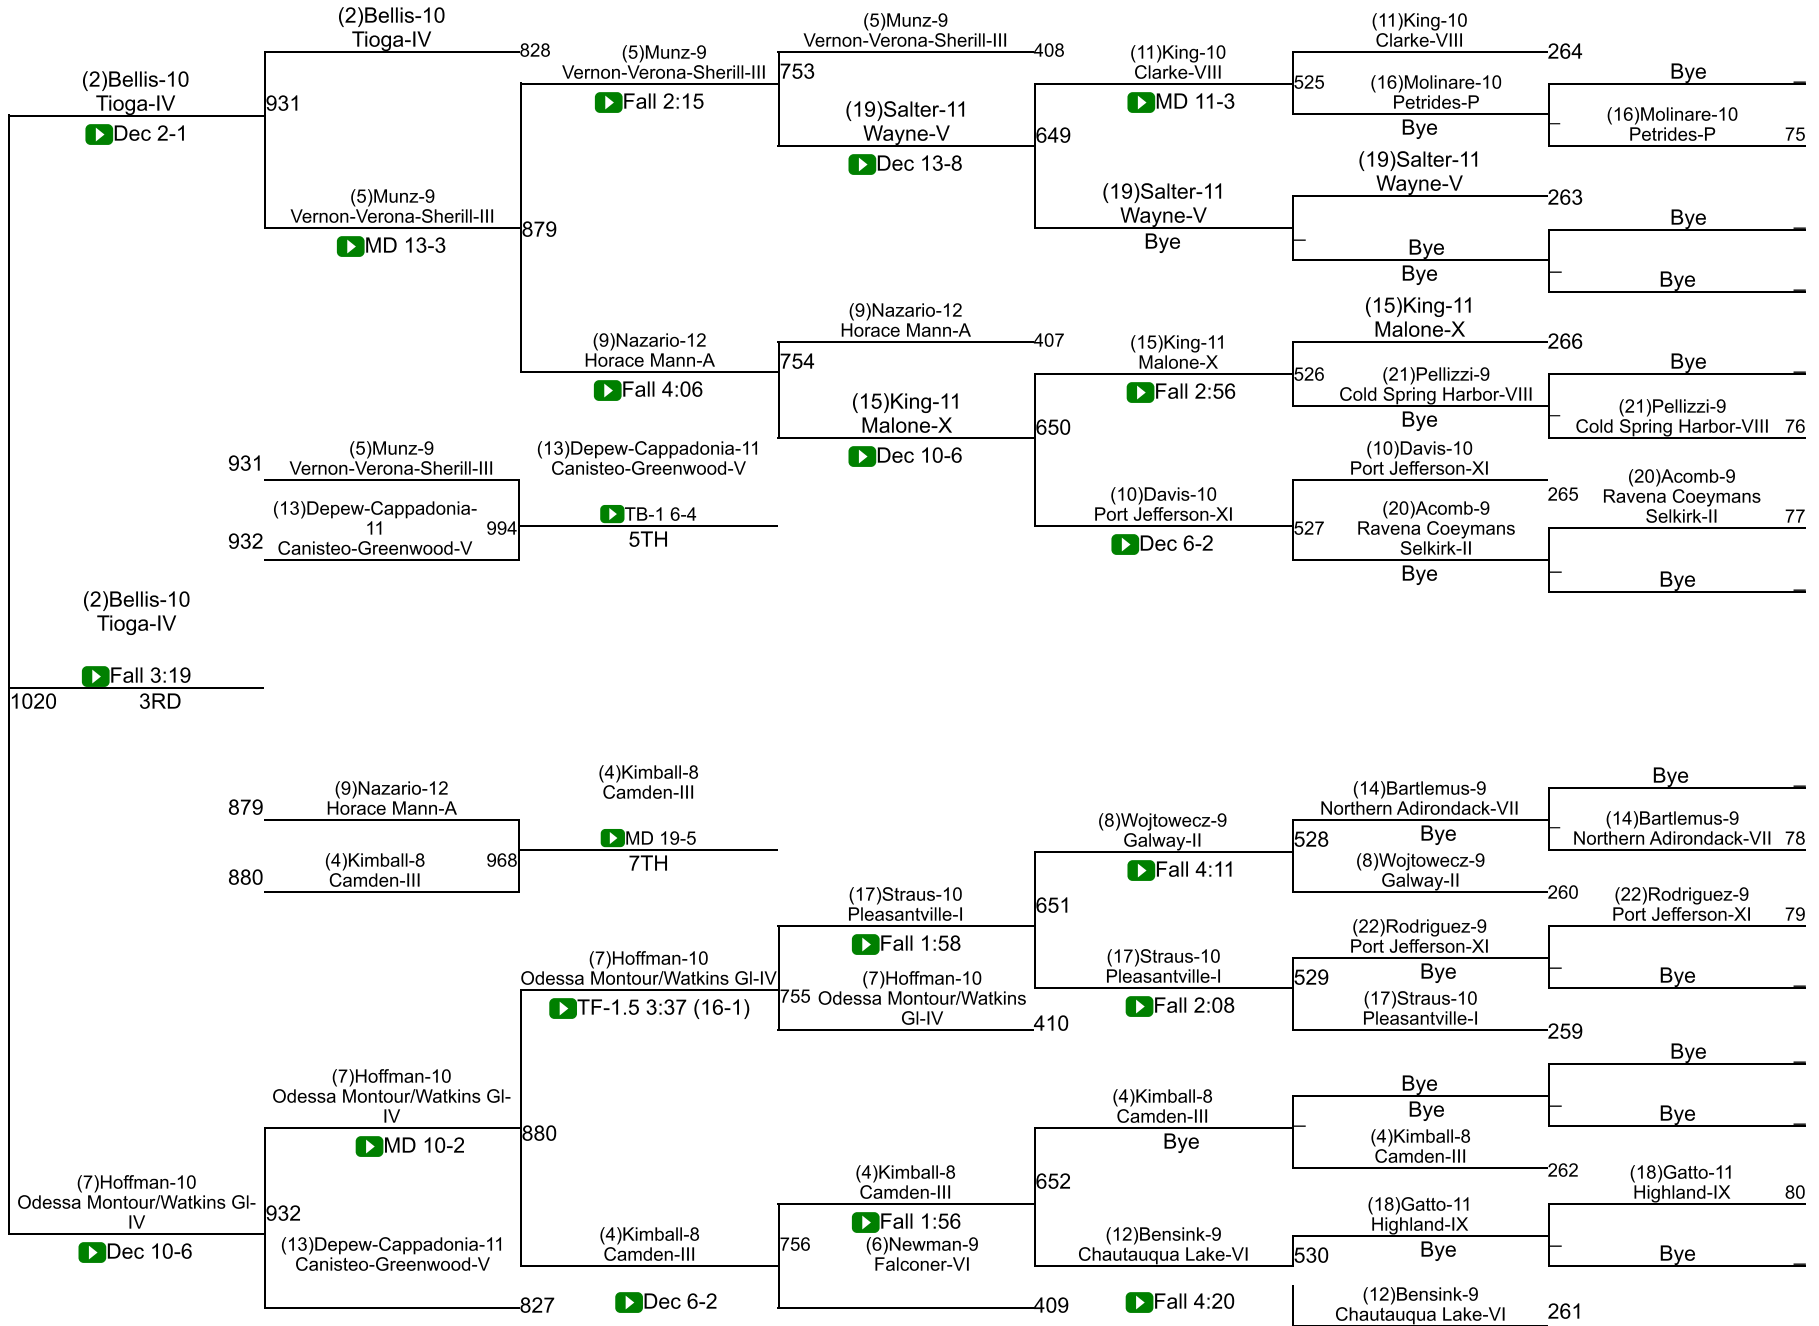 (2)Bellis-10
Tioga-IV
Dec 2-1
931
(2)Bellis-10
Tioga-IV
828
(5)Munz-9
Vernon-Verona-Sherill-III
MD 13-3
(5)Munz-9
Vernon-Verona-Sherill-III
Fall 2:15
879
(9)Nazario-12
Horace Mann-A
Fall 4:06
753
(5)Munz-9
Vernon-Verona-Sherill-III
408
(19)Salter-11
Wayne-V
Dec 13-8
754
(9)Nazario-12
Horace Mann-A
407
(15)King-11
Malone-X
Dec 10-6
649
(11)King-10
Clarke-VIII
MD 11-3
(19)Salter-11
Wayne-V
Bye
650
(15)King-11
Malone-X
Fall 2:56
(10)Davis-10
Port Jefferson-XI
Dec 6-2
525
(11)King-10
Clarke-VIII
264
(16)Molinare-10
Petrides-P
Bye
(19)Salter-11
Wayne-V
263
Bye
Bye
526
(15)King-11
Malone-X
266
(21)Pellizzi-9
Cold Spring Harbor-VIII
Bye
527
(10)Davis-10
Port Jefferson-XI
265
(20)Acomb-9
Ravena Coeymans
Selkirk-II
Bye
Bye
(16)Molinare-10
Petrides-P
75
Bye
Bye
Bye
(21)Pellizzi-9
Cold Spring Harbor-VIII
76
(20)Acomb-9
Ravena Coeymans
Selkirk-II
77
Bye
931
(5)Munz-9
Vernon-Verona-Sherill-III
932
(13)Depew-Cappadonia-
11
Canisteo-Greenwood-V
994
(13)Depew-Cappadonia-11
Canisteo-Greenwood-V
TB-1 6-4
5TH
(2)Bellis-10
Tioga-IV
Fall 3:19
1020
3RD
879
(9)Nazario-12
Horace Mann-A
880
(4)Kimball-8
Camden-III
968
(4)Kimball-8
Camden-III
MD 19-5
7TH
(7)Hoffman-10
Odessa Montour/Watkins Gl-
IV
Dec 10-6
932
(7)Hoffman-10
Odessa Montour/Watkins Gl-
IV
MD 10-2
(13)Depew-Cappadonia-11
Canisteo-Greenwood-V
827
880
(7)Hoffman-10
Odessa Montour/Watkins Gl-IV
TF-1.5 3:37 (16-1)
(4)Kimball-8
Camden-III
Dec 6-2
755
(17)Straus-10
Pleasantville-I
Fall 1:58
(7)Hoffman-10
Odessa Montour/Watkins
Gl-IV
410
756
(4)Kimball-8
Camden-III
Fall 1:56
(6)Newman-9
Falconer-VI
409
651
(8)Wojtowecz-9
Galway-II
Fall 4:11
(17)Straus-10
Pleasantville-I
Fall 2:08
652
(4)Kimball-8
Camden-III
Bye
(12)Bensink-9
Chautauqua Lake-VI
Fall 4:20
528
(14)Bartlemus-9
Northern Adirondack-VII
Bye
(8)Wojtowecz-9
Galway-II
260
529
(22)Rodriguez-9
Port Jefferson-XI
Bye
(17)Straus-10
Pleasantville-I
259
Bye
Bye
(4)Kimball-8
Camden-III
262
530
(18)Gatto-11
Highland-IX
Bye
(12)Bensink-9
Chautauqua Lake-VI
261
Bye
(14)Bartlemus-9
Northern Adirondack-VII
78
(22)Rodriguez-9
Port Jefferson-XI
79
Bye
Bye
Bye
(18)Gatto-11
Highland-IX
80
Bye